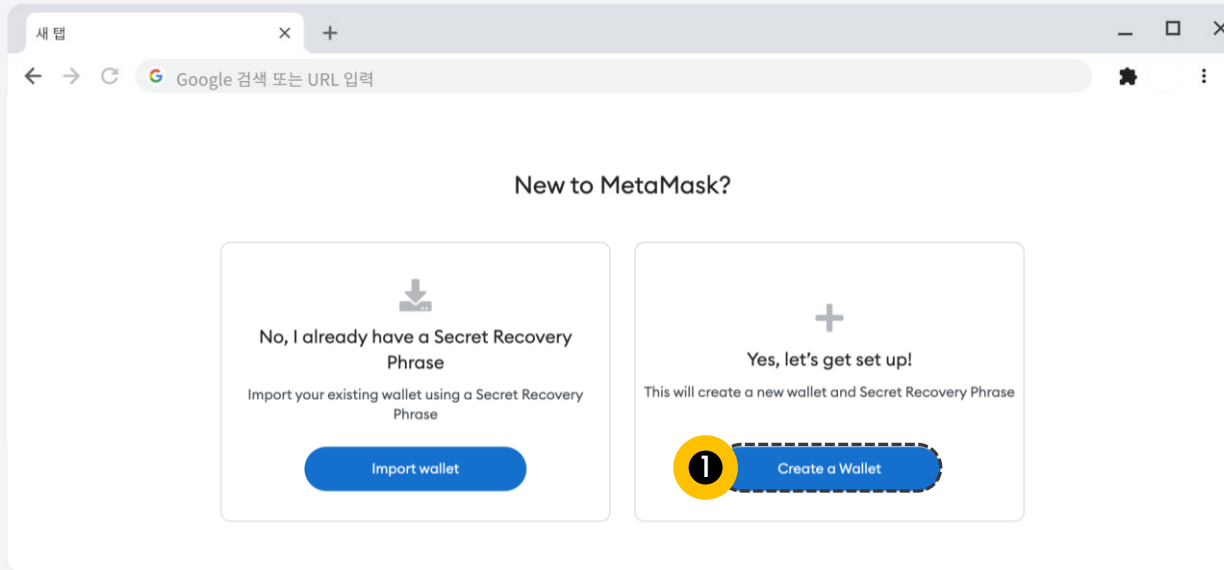 새 탭
Google 검색 또는 URL 입력
New to MetaMask?
No, I already have a Secret Recovery
Phrase
Import your existing wallet using a Secret Recovery
Phrase
Import wallet
Yes, let's get set up!
This will create a new wallet and Secret Recovery Phrase
1
Create a Wallet